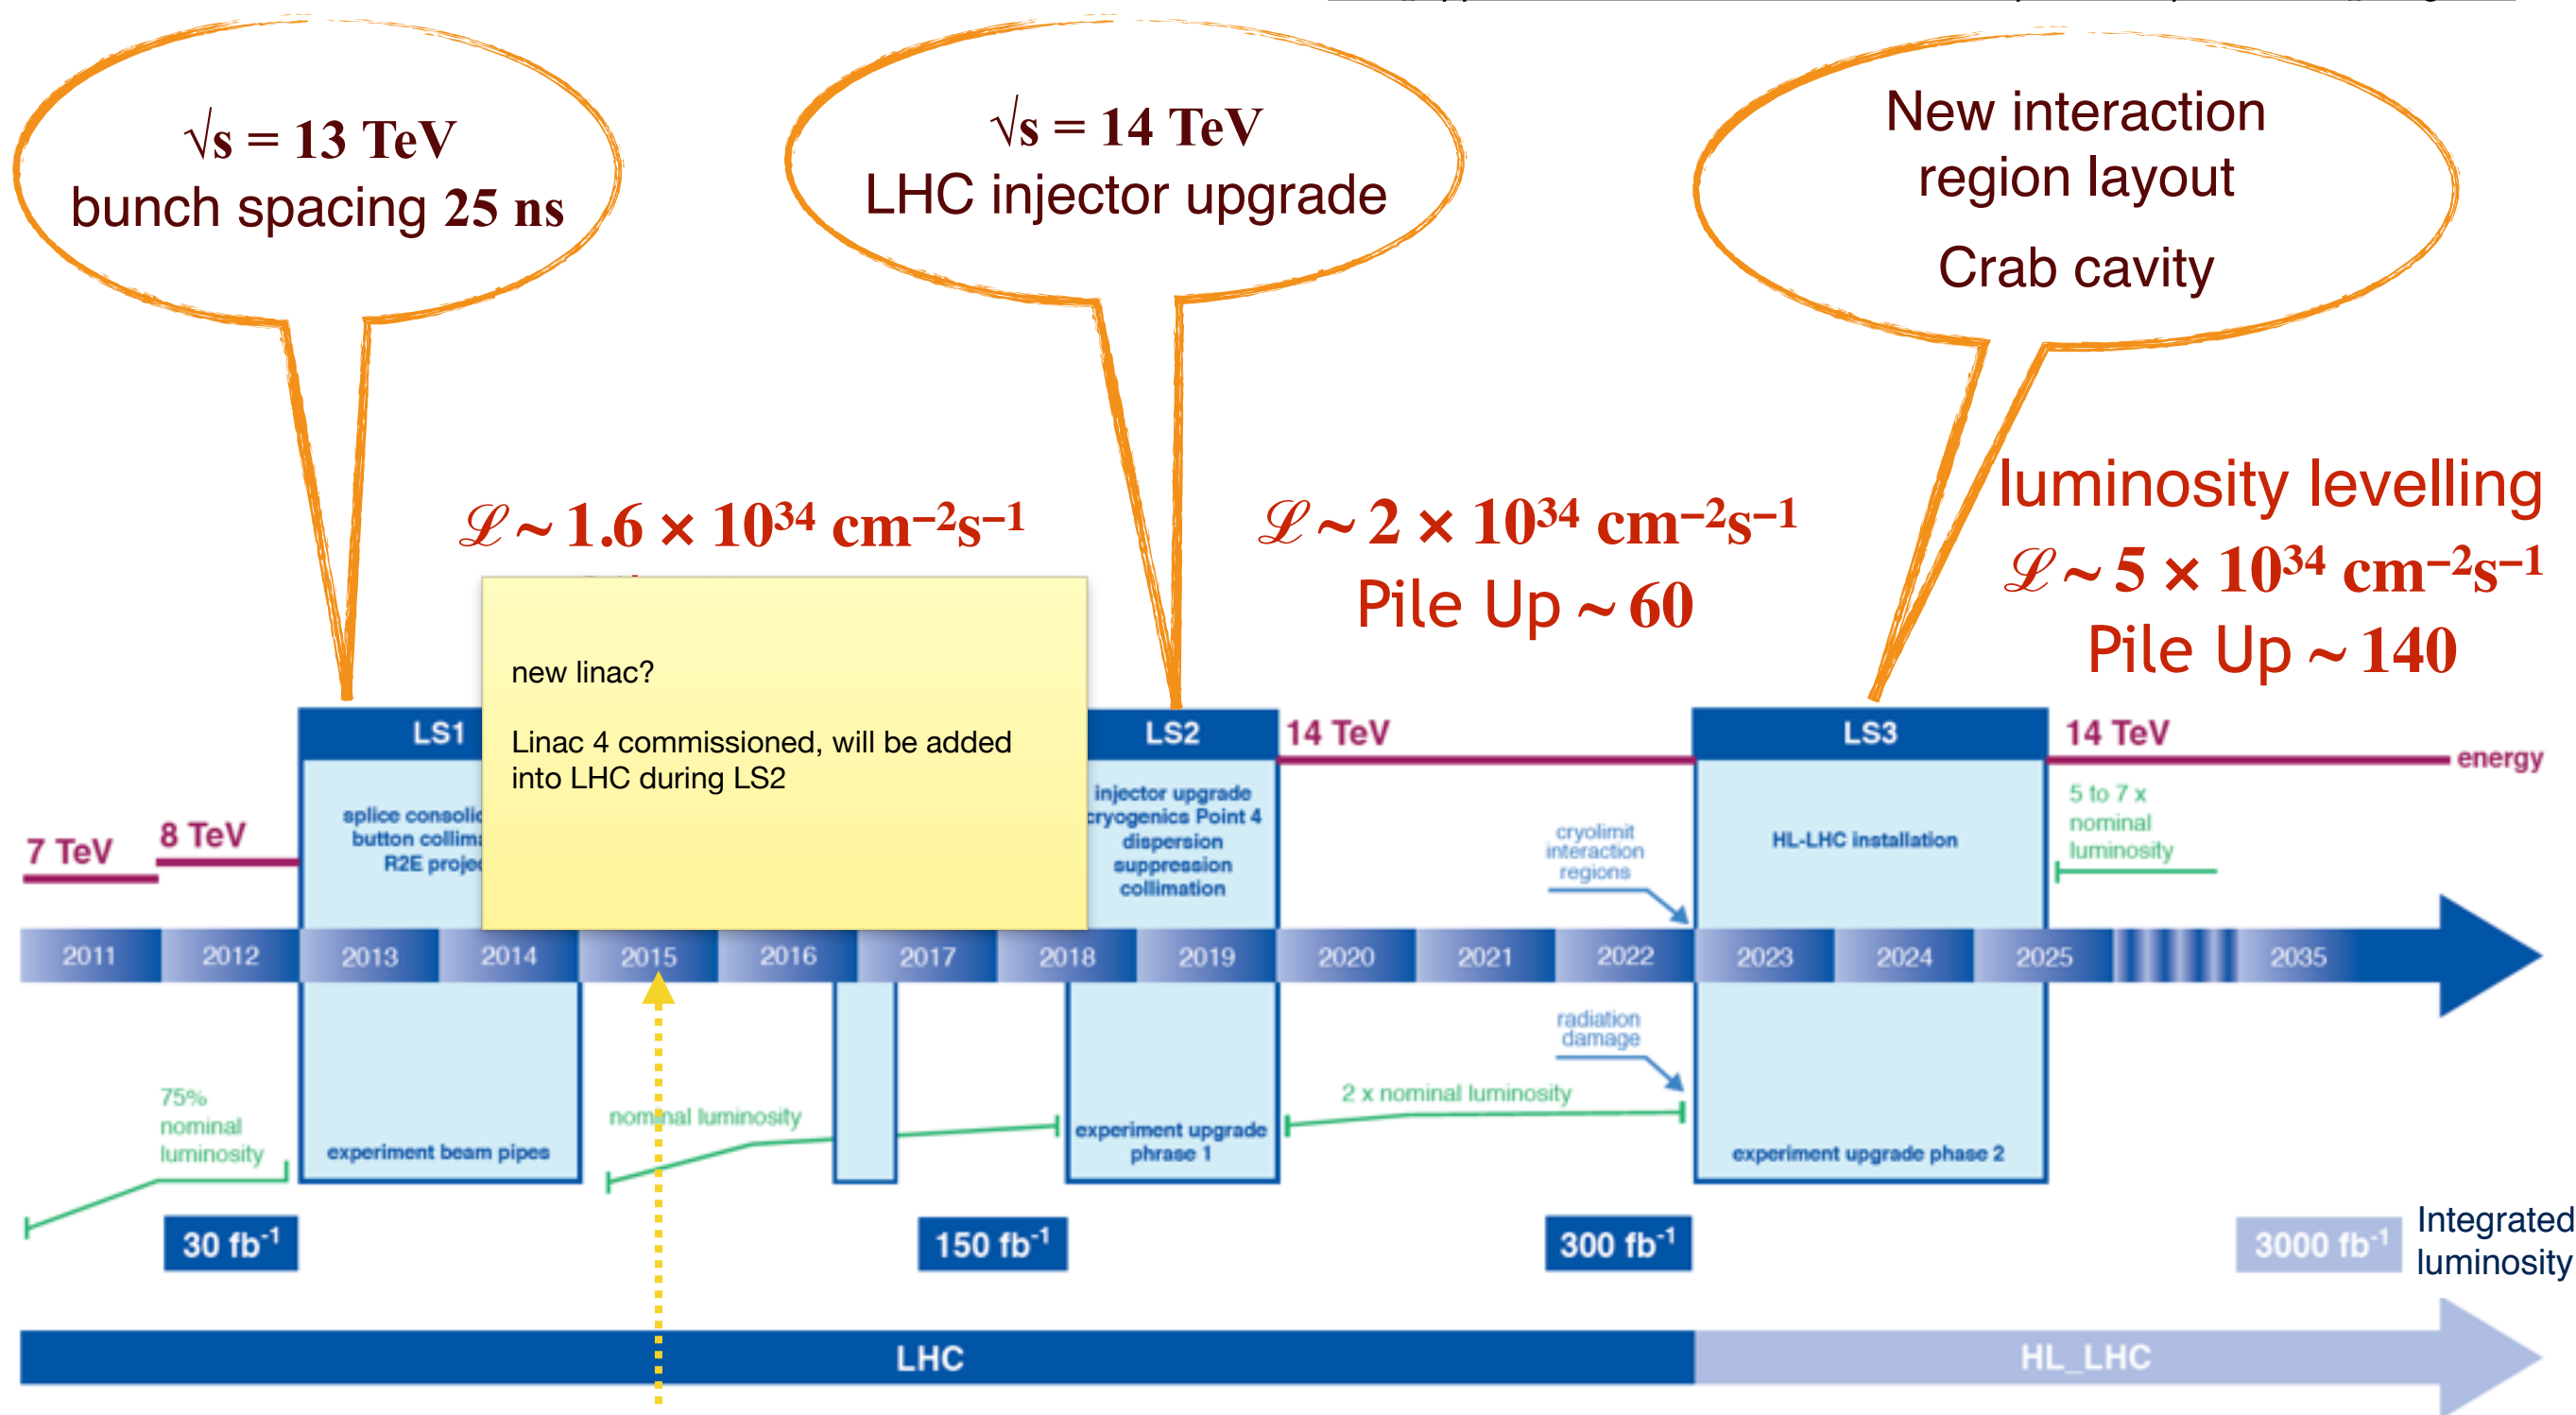 √s = 13 TeV
bunch spacing 25 ns
√s = 14 TeV
LHC injector upgrade
New interaction
region layout
Crab cavity
ℒ ~ 1.6 × 10³⁴ cm⁻²s⁻¹
ℒ ~ 2 × 10³⁴ cm⁻²s⁻¹
Pile Up ~ 60
luminosity levelling
ℒ ~ 5 × 10³⁴ cm⁻²s⁻¹
Pile Up ~ 140
new linac?
Linac 4 commissioned, will be added
into LHC during LS2
7 TeV
8 TeV
LS1
splice
button
R2E
LS2
injector upgrade
cryogenics Point 4
dispersion
suppression
collimation
14 TeV
cryolimit
interaction
regions
LS3
HL-LHC installation
14 TeV
energy
5 to 7 x
nominal
luminosity
2011 2012 2013 2014 2015 2016 2017 2018 2019 2020 2021 2022 2023 2024 2025 2035
75%
nominal
luminosity
experiment beam pipes
nominal luminosity
experiment upgrade
phrase 1
2 x nominal luminosity
radiation
damage
experiment upgrade phase 2
30 fb⁻¹
150 fb⁻¹
300 fb⁻¹
3000 fb⁻¹
Integrated
luminosity
LHC
HL_LHC